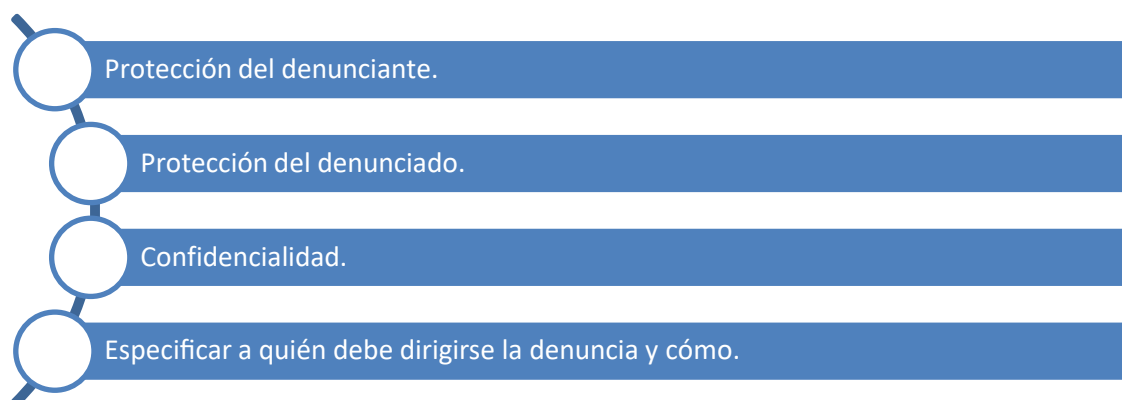 Protección del denunciante.
Protección del denunciado.
Confidencialidad.
Especificar a quién debe dirigirse la denuncia y cómo.